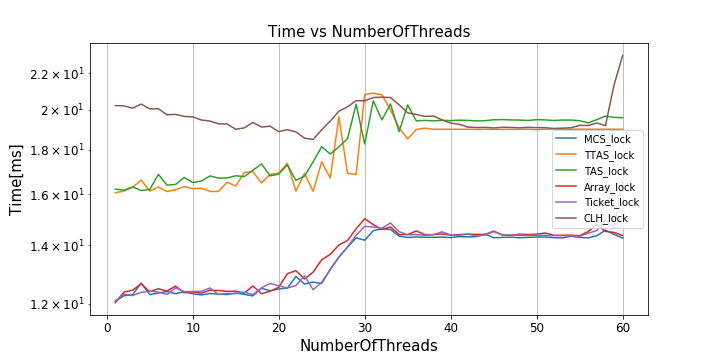 Time vs NumberOfThreads
Time[ms]
2.2 × 10¹
2 × 10¹
1.8 × 10¹
1.6 × 10¹
1.4 × 10¹
1.2 × 10¹
MCS_lock
TTAS_lock
TAS_lock
Array_lock
Ticket_lock
CLH_lock
0 10 20 30 40 50 60
NumberOfThreads